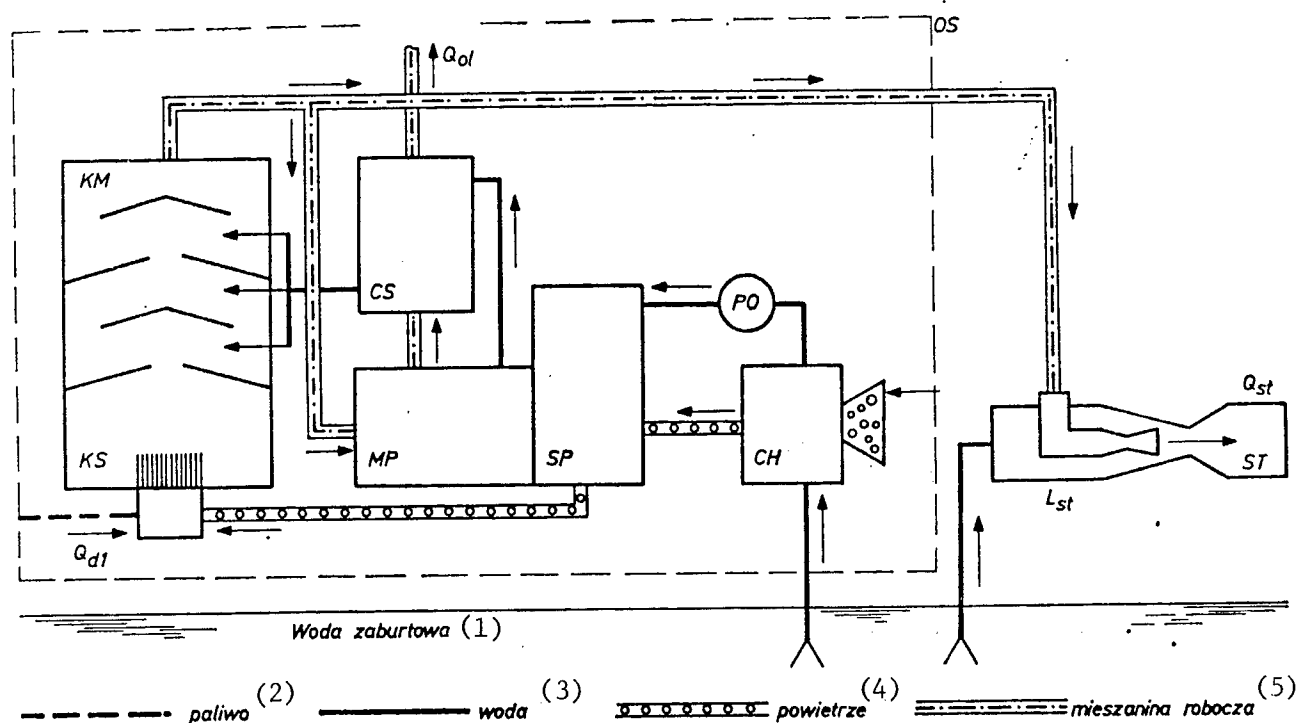 OS
Q_ol
KM
CS
PO
KS
MP
SP
CH
Q_st
ST
L_st
Q_d1
Woda zaburtowa (1)
(2) (3) (4) (5)
paliwo woda powietrze mieszanina robocza